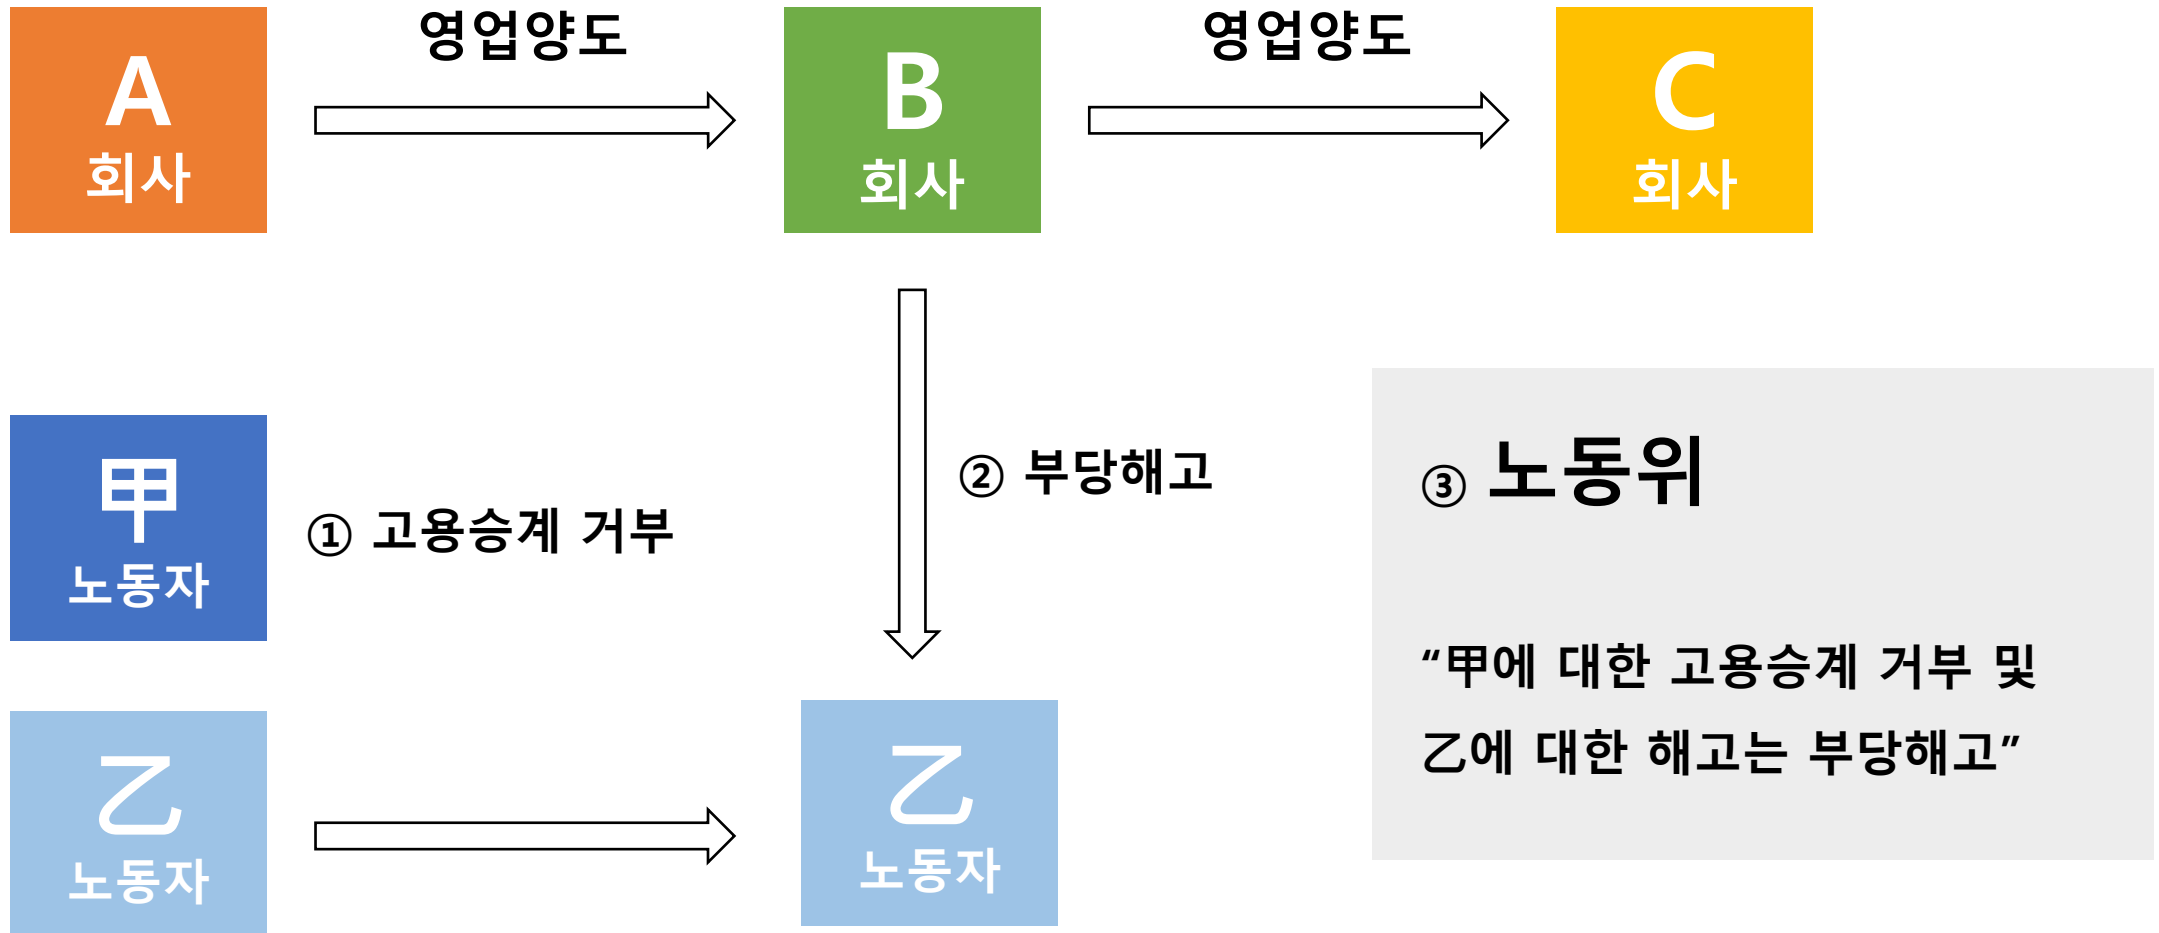 A
회사
영업양도
B
회사
영업양도
C
회사
甲
노동자
① 고용승계 거부
② 부당해고
③ 노동위
“甲에 대한 고용승계 거부 및
乙에 대한 해고는 부당해고”
乙
노동자
乙
노동자